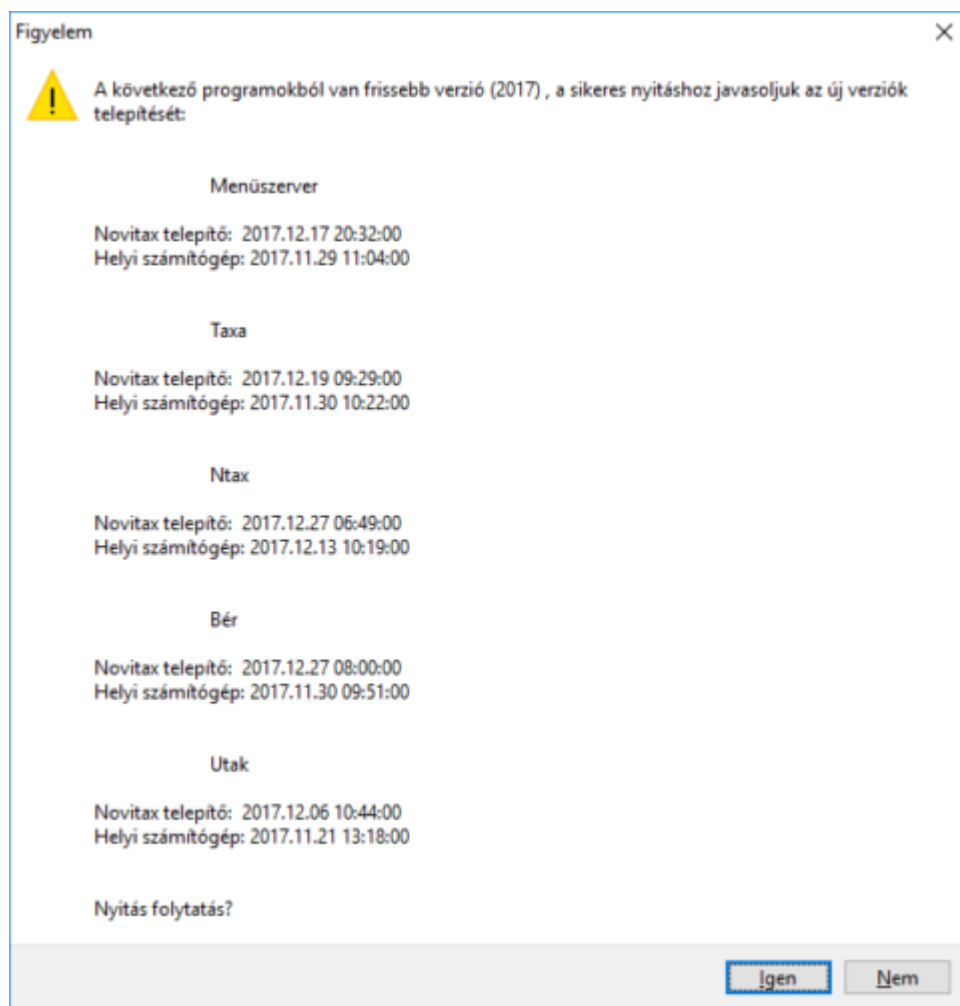 Figyelem
A következő programokból van frissebb verzió (2017) , a sikeres nyitáshoz javasoljuk az új verziók
telepítését:
Menüszerver
Novitax telepítő: 2017.12.17 20:32:00
Helyi számítógép: 2017.11.29 11:04:00
Taxa
Novitax telepítő: 2017.12.19 09:29:00
Helyi számítógép: 2017.11.30 10:22:00
Ntax
Novitax telepítő: 2017.12.27 06:49:00
Helyi számítógép: 2017.12.13 10:19:00
Bér
Novitax telepítő: 2017.12.27 08:00:00
Helyi számítógép: 2017.11.30 09:51:00
Utak
Novitax telepítő: 2017.12.06 10:44:00
Helyi számítógép: 2017.11.21 13:18:00
Nyitás folytatás?
Igen Nem